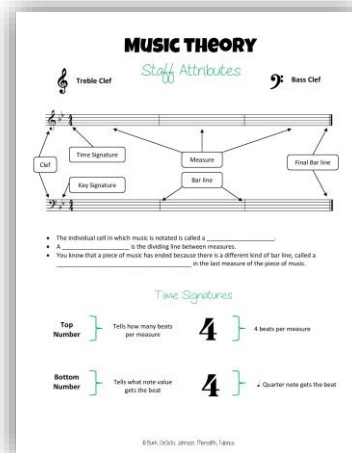 MUSIC THEORY
Staff Attributes
Treble Clef
Bass Clef
Time Signature
Clef
Measure
Final Bar line
Key Signature
Bar line
• The individual cell in which music is notated is called a ____________________.
• A ____________________ is the dividing line between measures.
• You know that a piece of music has ended because there is a different kind of bar line, called a
________________________________________ in the last measure of the piece of music.
Time Signatures
Top
Number
Tells how many beats
per measure
4
4 beats per measure
Bottom
Number
Tells what note value
gets the beat
4
Quarter note gets the beat